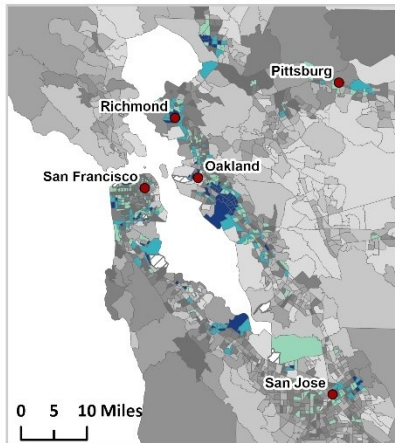 Pittsburg
Richmond
Oakland
San Francisco
San Jose
0 5 10 Miles